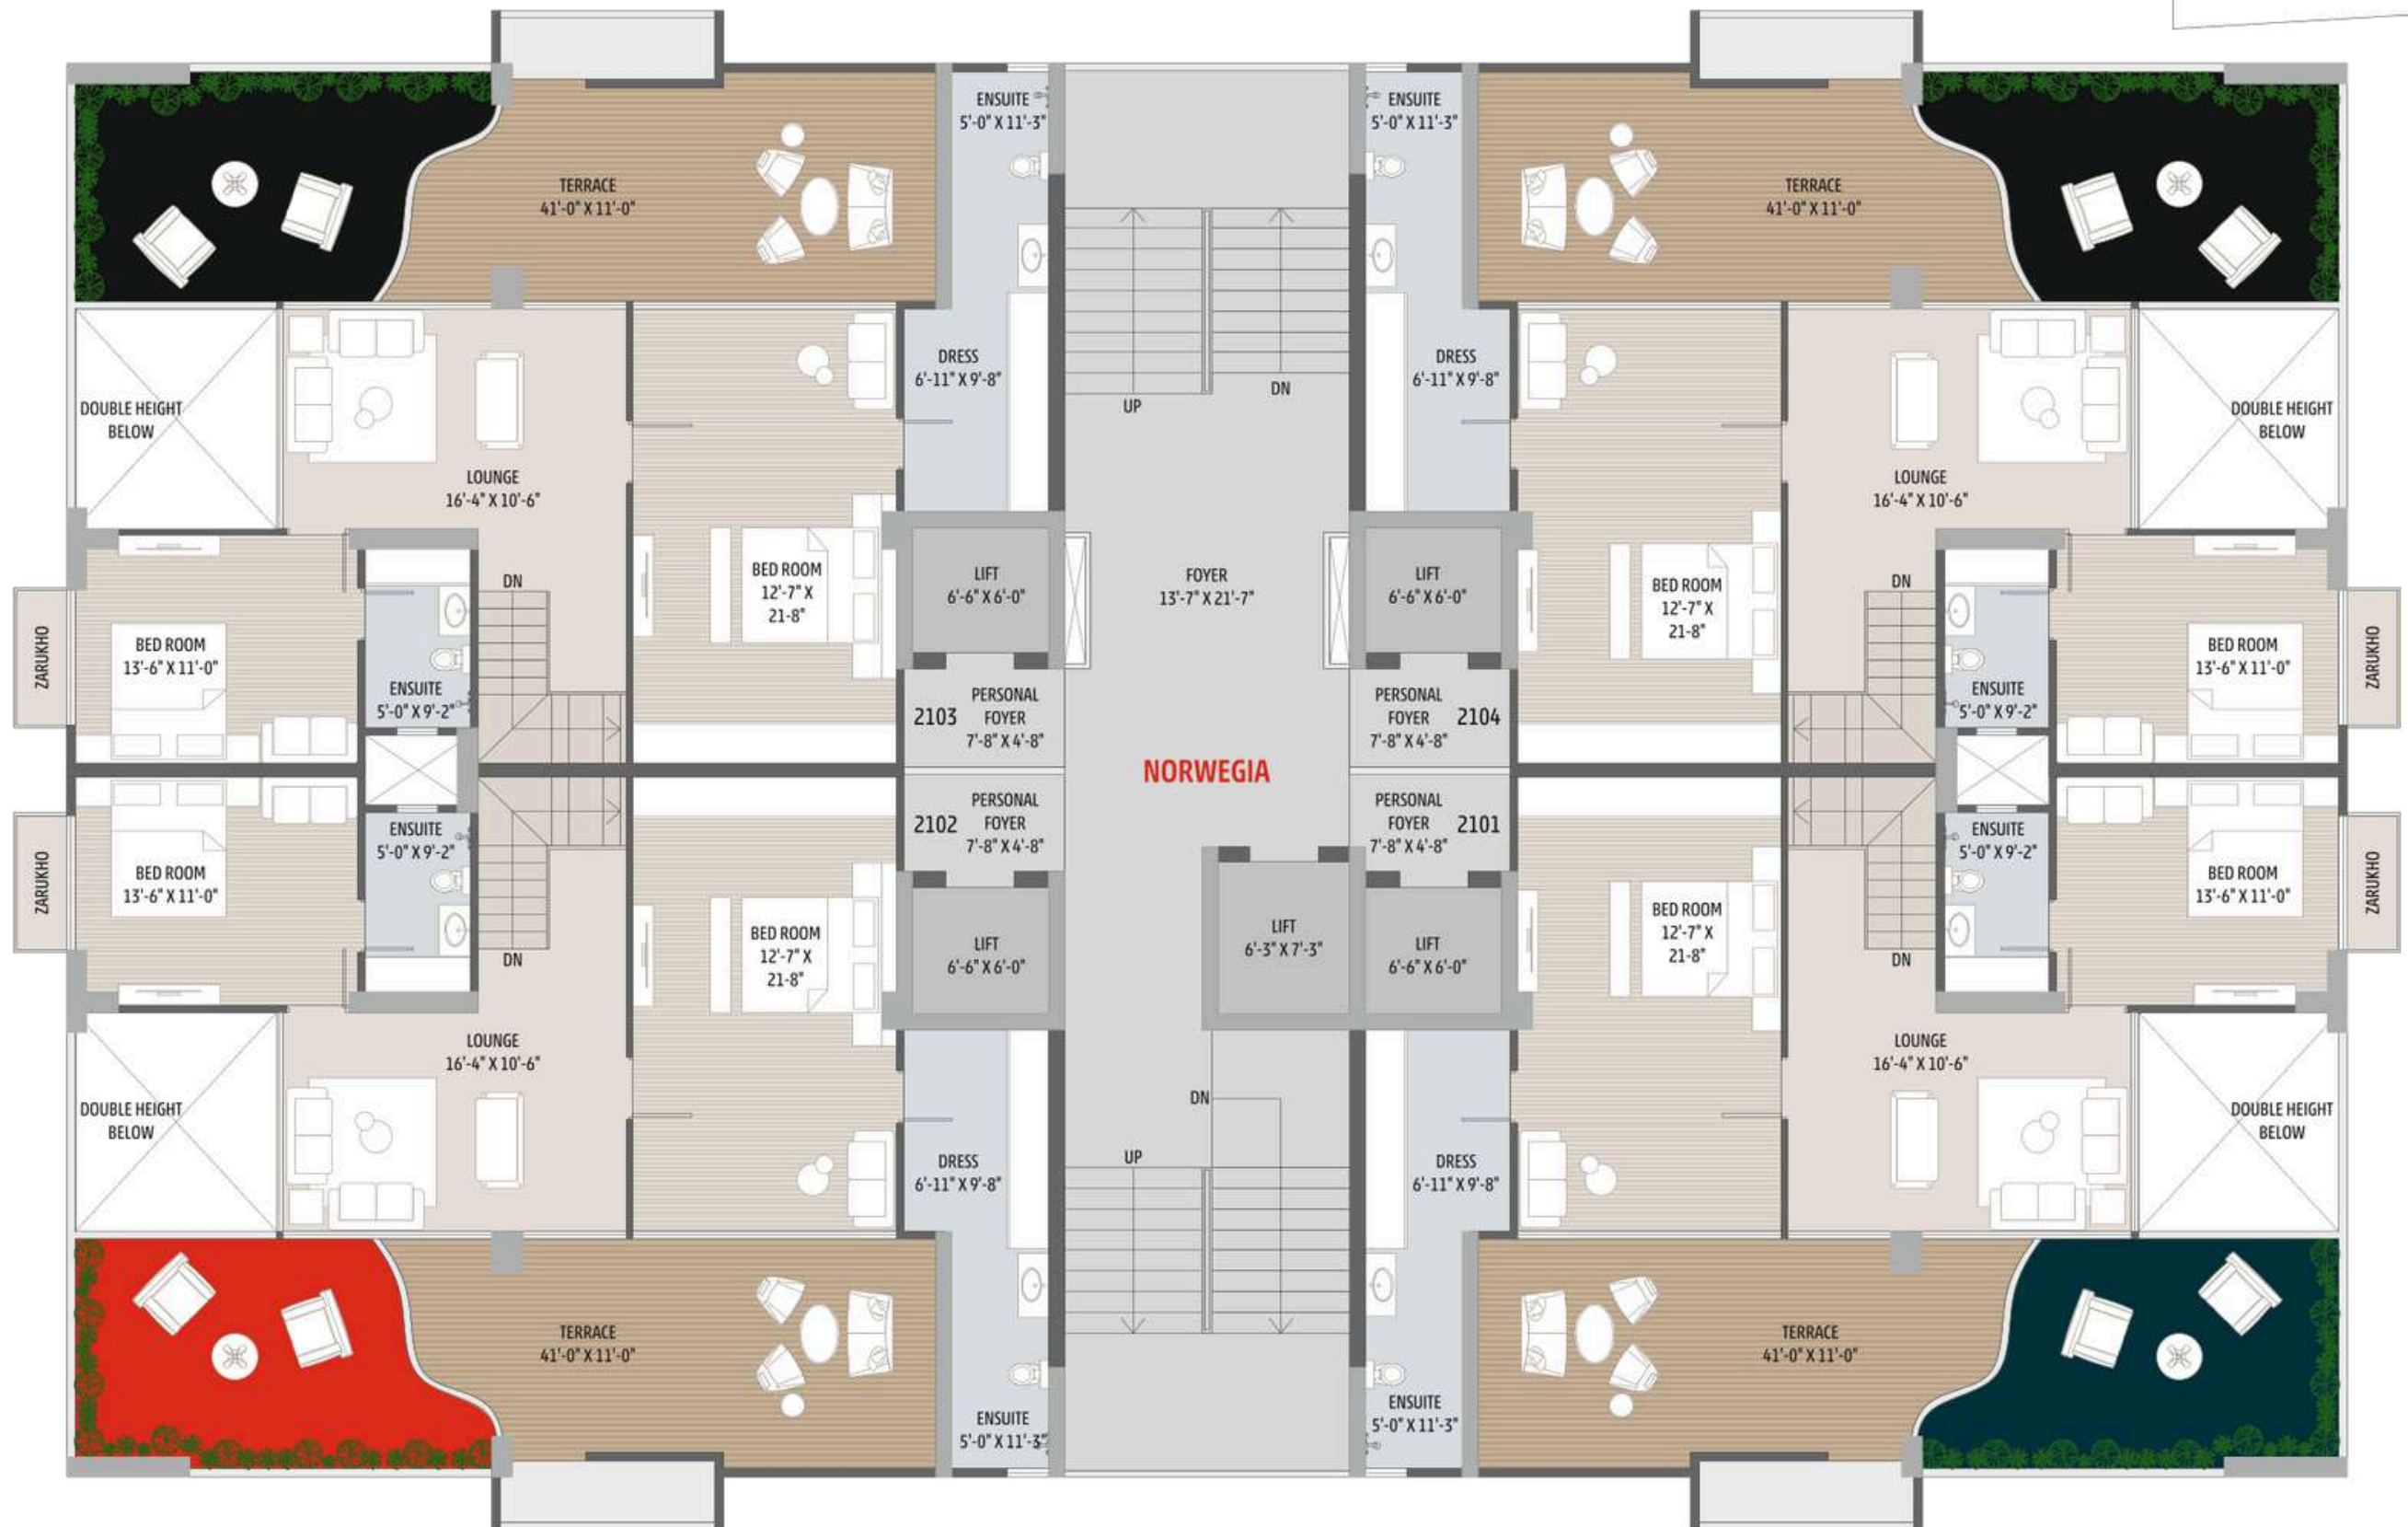 ENSUITE
5'-0" X 11'-3"
ENSUITE
5'-0" X 11'-3"
TERRACE
41'-0" X 11'-0"
TERRACE
41'-0" X 11'-0"
DOUBLE HEIGHT
BELOW
LOUNGE
16'-4" X 10'-6"
DRESS
6'-11" X 9'-8"
UP
DN
DRESS
6'-11" X 9'-8"
LOUNGE
16'-4" X 10'-6"
DOUBLE HEIGHT
BELOW
ZARUKHO
BED ROOM
13'-6" X 11'-0"
ENSUITE
5'-0" X 9'-2"
DN
BED ROOM
12'-7" X
21-8"
LIFT
6'-6" X 6'-0"
FOYER
13'-7" X 21'-7"
LIFT
6'-6" X 6'-0"
BED ROOM
12'-7" X
21-8"
DN
ENSUITE
5'-0" X 9'-2"
BED ROOM
13'-6" X 11'-0"
ZARUKHO
2103
PERSONAL
FOYER
7'-8" X 4'-8"
PERSONAL
FOYER
7'-8" X 4'-8"
2104
NORWEGIA
2102
PERSONAL
FOYER
7'-8" X 4'-8"
PERSONAL
FOYER
7'-8" X 4'-8"
2101
ZARUKHO
BED ROOM
13'-6" X 11'-0"
ENSUITE
5'-0" X 9'-2"
DN
BED ROOM
12'-7" X
21-8"
LIFT
6'-6" X 6'-0"
LIFT
6'-3" X 7'-3"
LIFT
6'-6" X 6'-0"
BED ROOM
12'-7" X
21-8"
DN
ENSUITE
5'-0" X 9'-2"
BED ROOM
13'-6" X 11'-0"
ZARUKHO
DOUBLE HEIGHT
BELOW
LOUNGE
16'-4" X 10'-6"
DRESS
6'-11" X 9'-8"
DN
UP
DRESS
6'-11" X 9'-8"
LOUNGE
16'-4" X 10'-6"
DOUBLE HEIGHT
BELOW
TERRACE
41'-0" X 11'-0"
TERRACE
41'-0" X 11'-0"
ENSUITE
5'-0" X 11'-3"
ENSUITE
5'-0" X 11'-3"